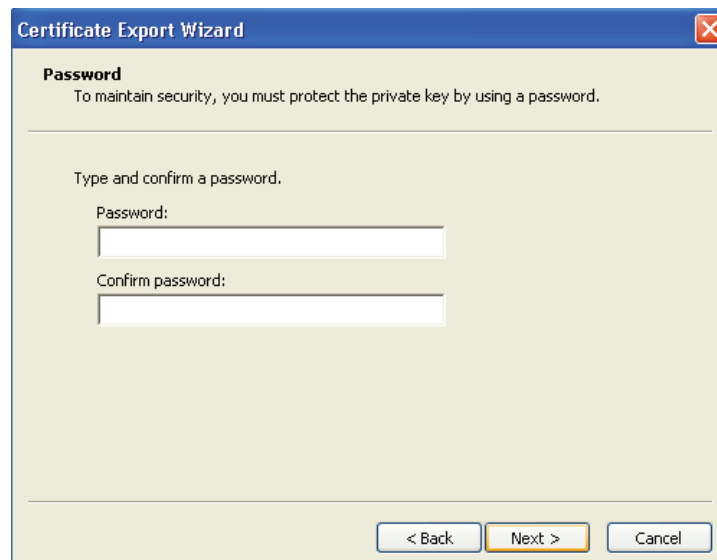 Certificate Export Wizard
Password
To maintain security, you must protect the private key by using a password.
Type and confirm a password.
Password:
Confirm password:
< Back Next > Cancel